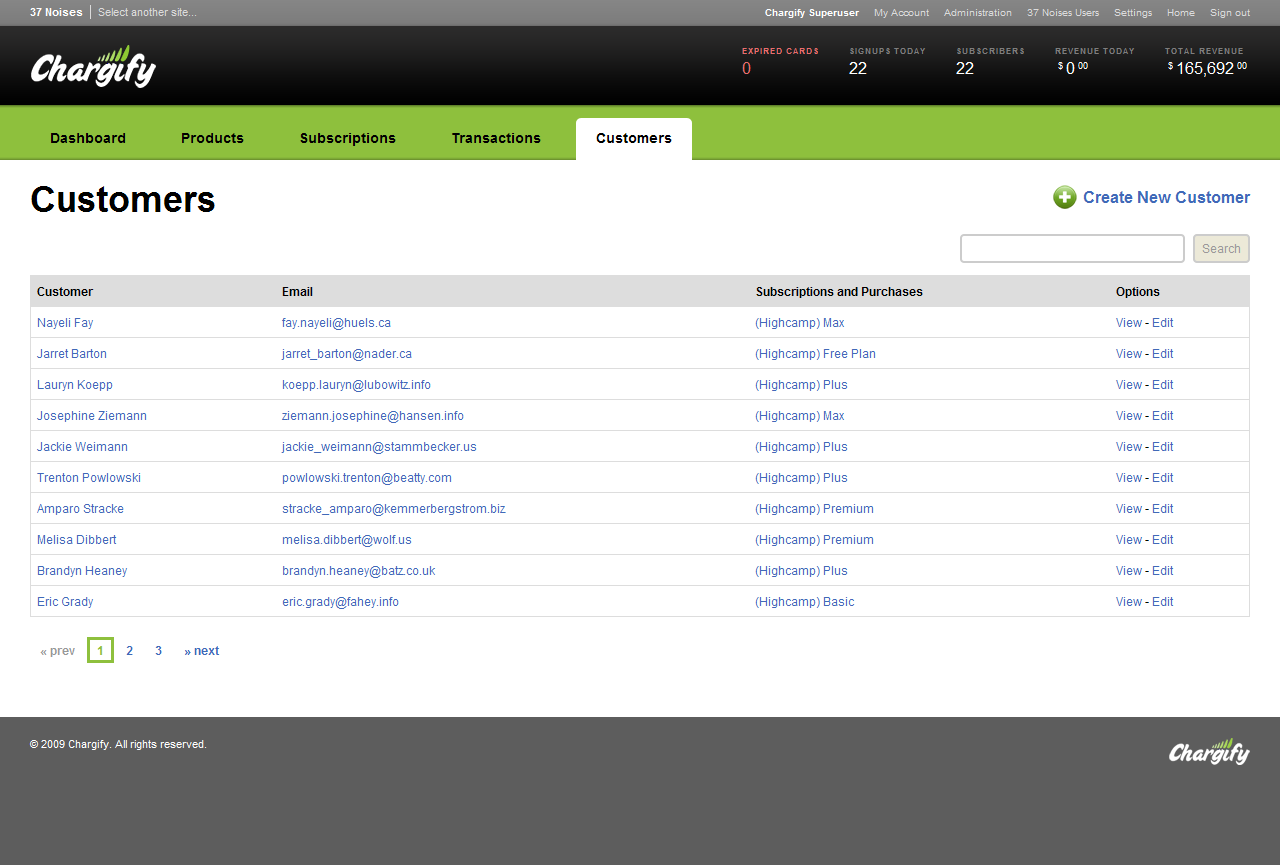 37 Noises Select another site... Chargify Superuser My Account Administration 37 Noises Users Settings Home Sign out
Chargify
EXPIRED CARDS SIGNUPS TODAY SUBSCRIBERS REVENUE TODAY TOTAL REVENUE
0 22 22 $ 0 00 $ 165,692 00
Dashboard Products Subscriptions Transactions Customers
Customers
Create New Customer
Search
Customer Email Subscriptions and Purchases Options
Nayeli Fay fay.nayeli@huels.ca (Highcamp) Max View - Edit
Jarret Barton jarret_barton@nader.ca (Highcamp) Free Plan View - Edit
Lauryn Koepp koepp.lauryn@lubowitz.info (Highcamp) Plus View - Edit
Josephine Ziemann ziemann.josephine@hansen.info (Highcamp) Max View - Edit
Jackie Weimann jackie_weimann@stammbecker.us (Highcamp) Plus View - Edit
Trenton Powlowski powlowski.trenton@beatty.com (Highcamp) Plus View - Edit
Amparo Stracke stracke_amparo@kemmerbergstrom.biz (Highcamp) Premium View - Edit
Melisa Dibbert melisa.dibbert@wolf.us (Highcamp) Premium View - Edit
Brandyn Heaney brandyn.heaney@batz.co.uk (Highcamp) Plus View - Edit
Eric Grady eric.grady@fahey.info (Highcamp) Basic View - Edit
« prev 1 2 3 » next
© 2009 Chargify. All rights reserved.
Chargify